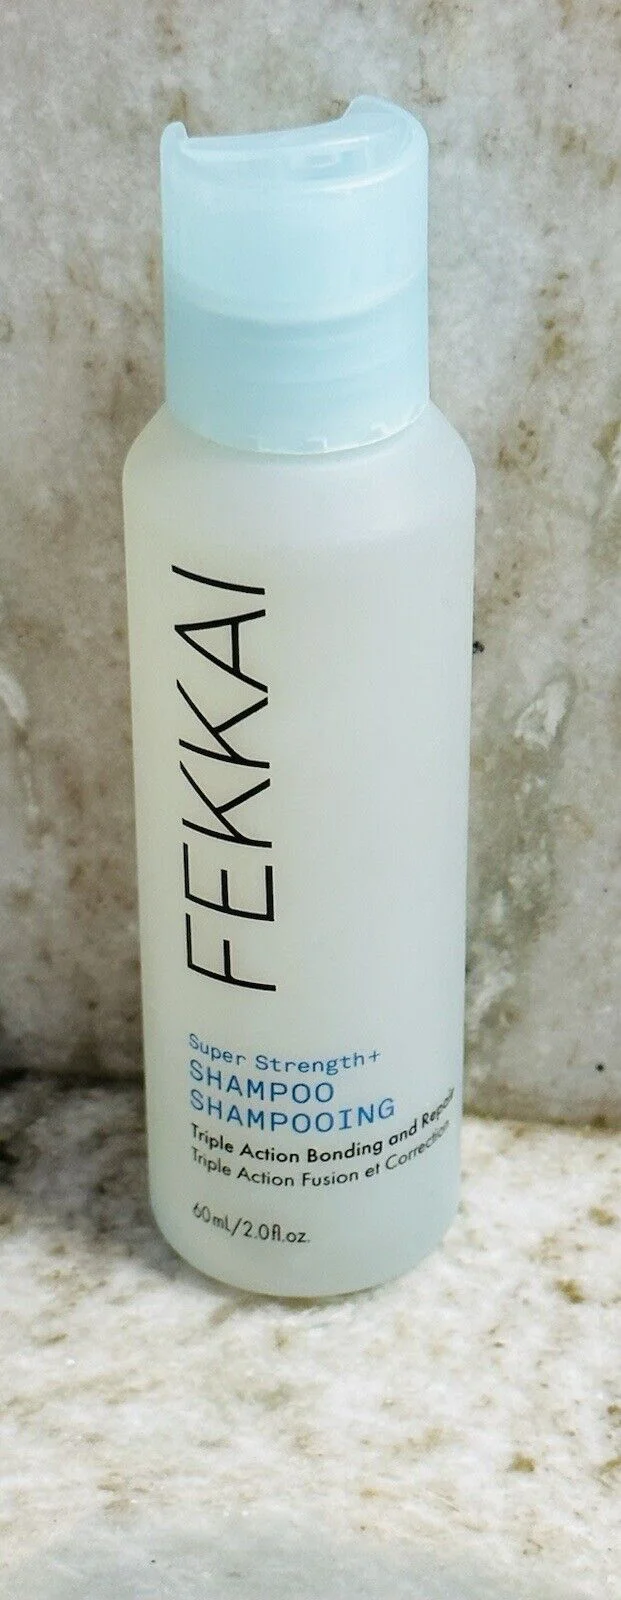 FEKKAI
Super Strength+
SHAMPOO
SHAMPOOING
Triple Action Bonding and Repair
Triple Action Fusion et Correction
60mL/2.0fl.oz.